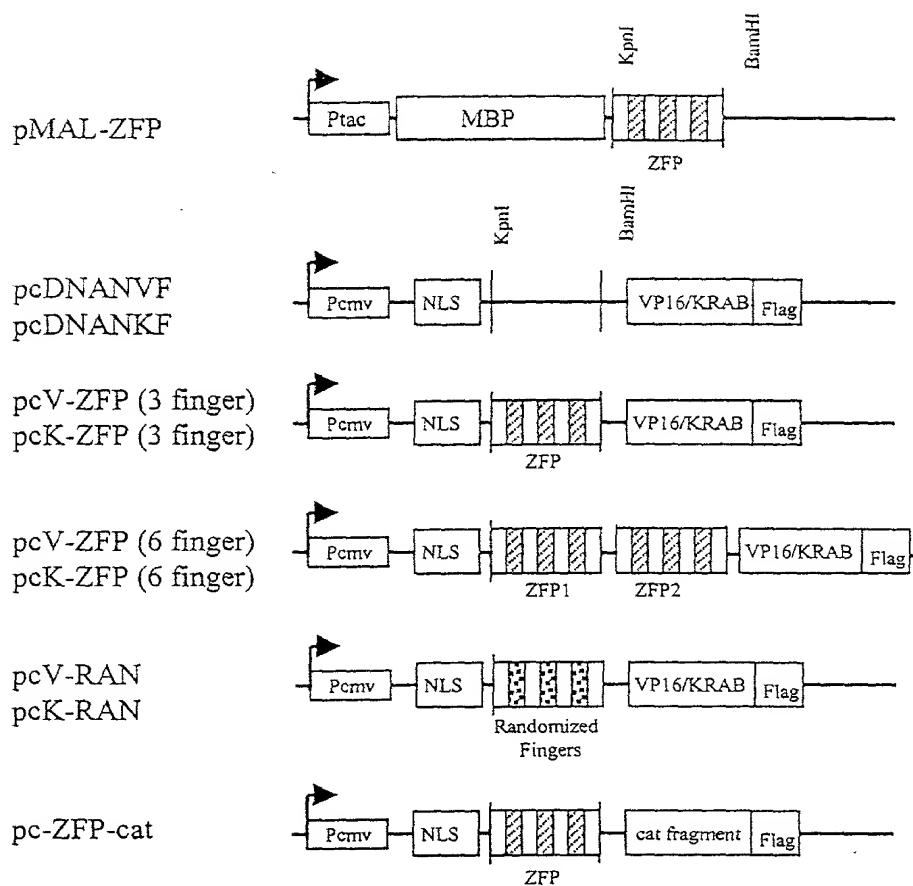 KpnI BamHI
pMAL-ZFP Ptac MBP
ZFP
KpnI BamHI
pcDNANVF
pcDNANKF
Pcmv NLS VP16/KRAB Flag
pcV-ZFP (3 finger)
pcK-ZFP (3 finger)
Pcmv NLS VP16/KRAB Flag
ZFP
pcV-ZFP (6 finger)
pcK-ZFP (6 finger)
Pcmv NLS VP16/KRAB Flag
ZFP1 ZFP2
pcV-RAN
pcK-RAN
Pcmv NLS VP16/KRAB Flag
Randomized
Fingers
pc-ZFP-cat Pcmv NLS cat fragment Flag
ZFP